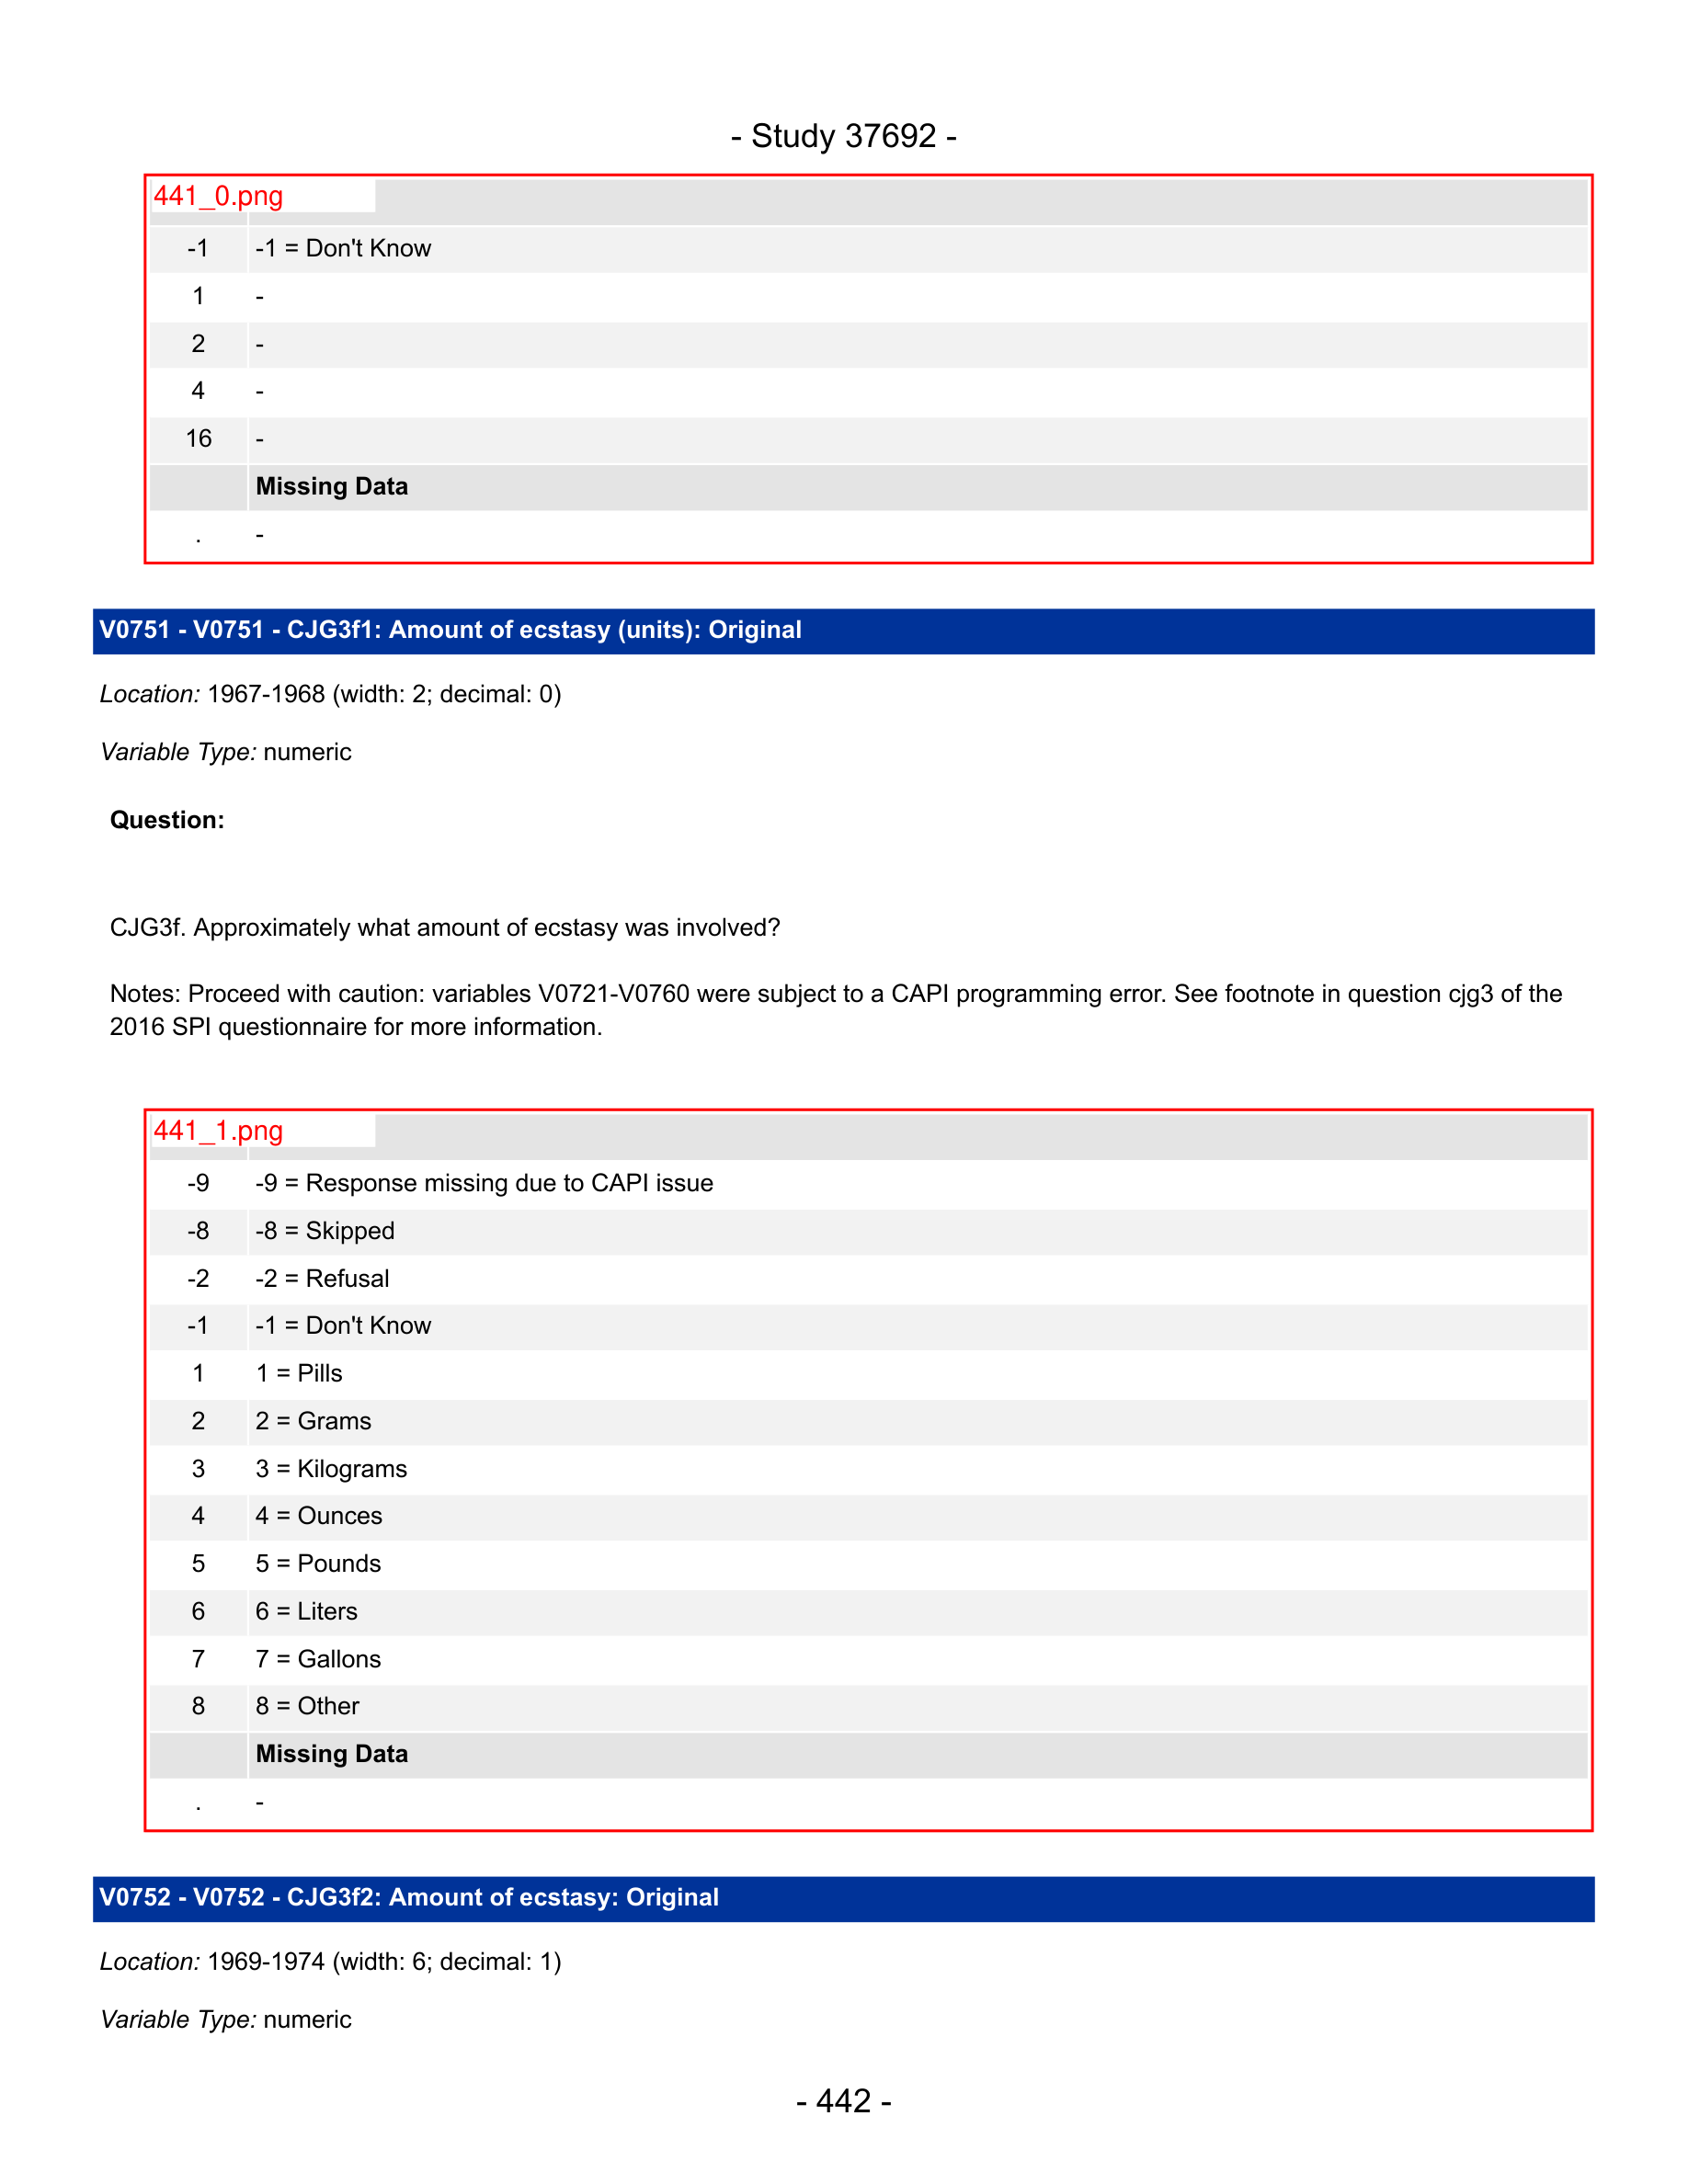 - Study 37692 -
441_0.png
-1 -1 = Don't Know
1 -
2 -
4 -
16 -
Missing Data
. -
V0751 - V0751 - CJG3f1: Amount of ecstasy (units): Original
Location: 1967-1968 (width: 2; decimal: 0)
Variable Type: numeric
Question:
CJG3f. Approximately what amount of ecstasy was involved?
Notes: Proceed with caution: variables V0721-V0760 were subject to a CAPI programming error. See footnote in question cjg3 of the
2016 SPI questionnaire for more information.
441_1.png
-9 -9 = Response missing due to CAPI issue
-8 -8 = Skipped
-2 -2 = Refusal
-1 -1 = Don't Know
1 1 = Pills
2 2 = Grams
3 3 = Kilograms
4 4 = Ounces
5 5 = Pounds
6 6 = Liters
7 7 = Gallons
8 8 = Other
Missing Data
. -
V0752 - V0752 - CJG3f2: Amount of ecstasy: Original
Location: 1969-1974 (width: 6; decimal: 1)
Variable Type: numeric
- 442 -